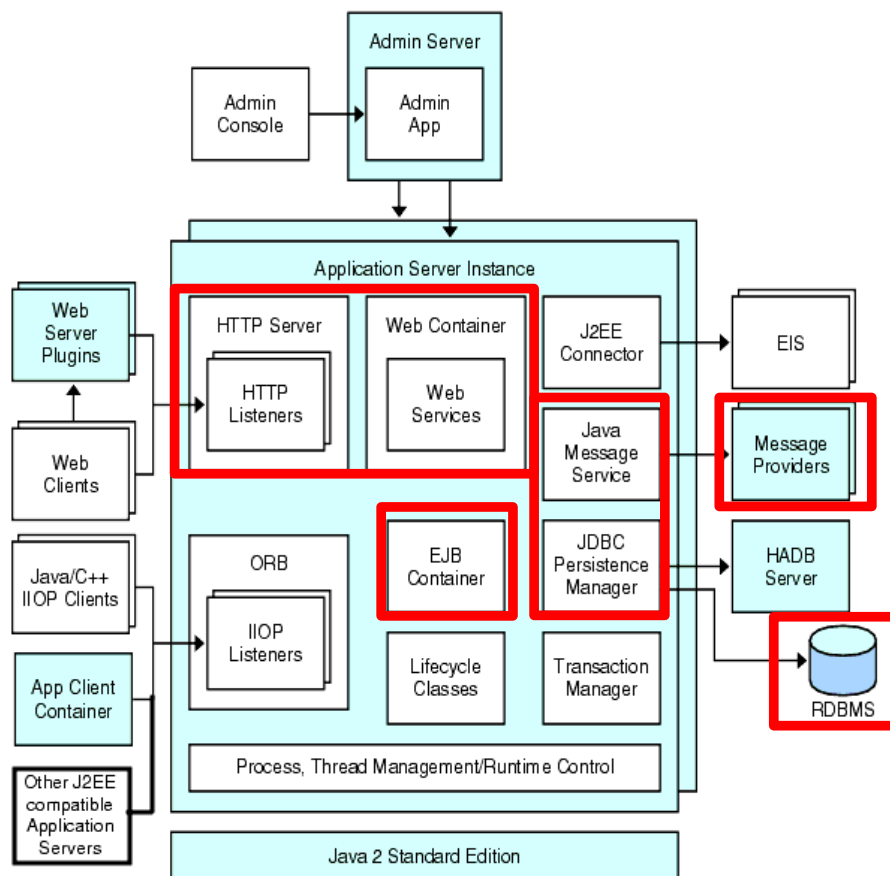 Admin Server
Admin
Console
Admin
App
Application Server Instance
Web
Server
Plugins
HTTP Server
HTTP
Listeners
Web Container
Web
Services
J2EE
Connector
EIS
Web
Clients
Java
Message
Service
Message
Providers
Java/C++
IIOP Clients
ORB
IIOP
Listeners
EJB
Container
JDBC
Persistence
Manager
HADB
Server
App Client
Container
Lifecycle
Classes
Transaction
Manager
RDBMS
Other J2EE
compatible
Application
Servers
Process, Thread Management/Runtime Control
Java 2 Standard Edition